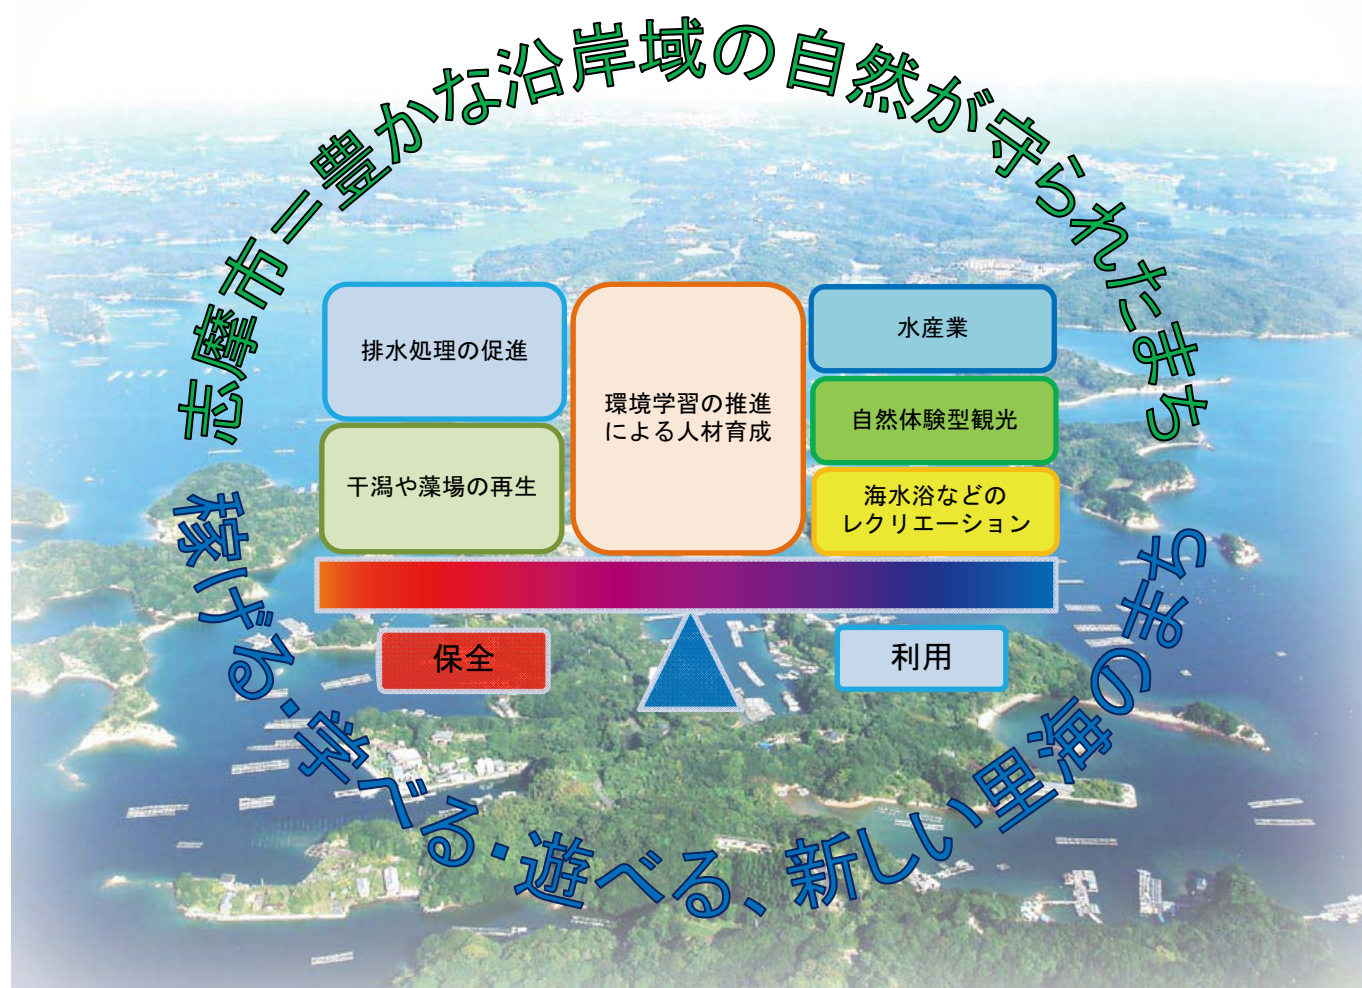 志摩市＝豊かな沿岸域の自然が守られたまち
排水処理の促進
干潟や藻場の再生
環境学習の推進
による人材育成
水産業
自然体験型観光
海水浴などの
レクリエーション
保全
利用
稼げる・学べる・遊べる、新しい里海のまち